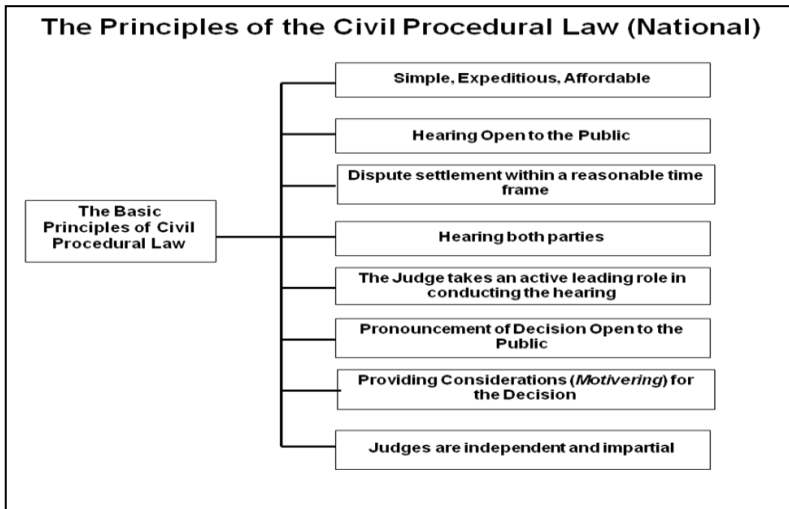 The Principles of the Civil Procedural Law (National)
Simple, Expeditious, Affordable
Hearing Open to the Public
Dispute settlement within a reasonable time
frame
The Basic
Principles of Civil
Procedural Law
Hearing both parties
The Judge takes an active leading role in
conducting the hearing
Pronouncement of Decision Open to the
Public
Providing Considerations (Motivering) for
the Decision
Judges are independent and impartial